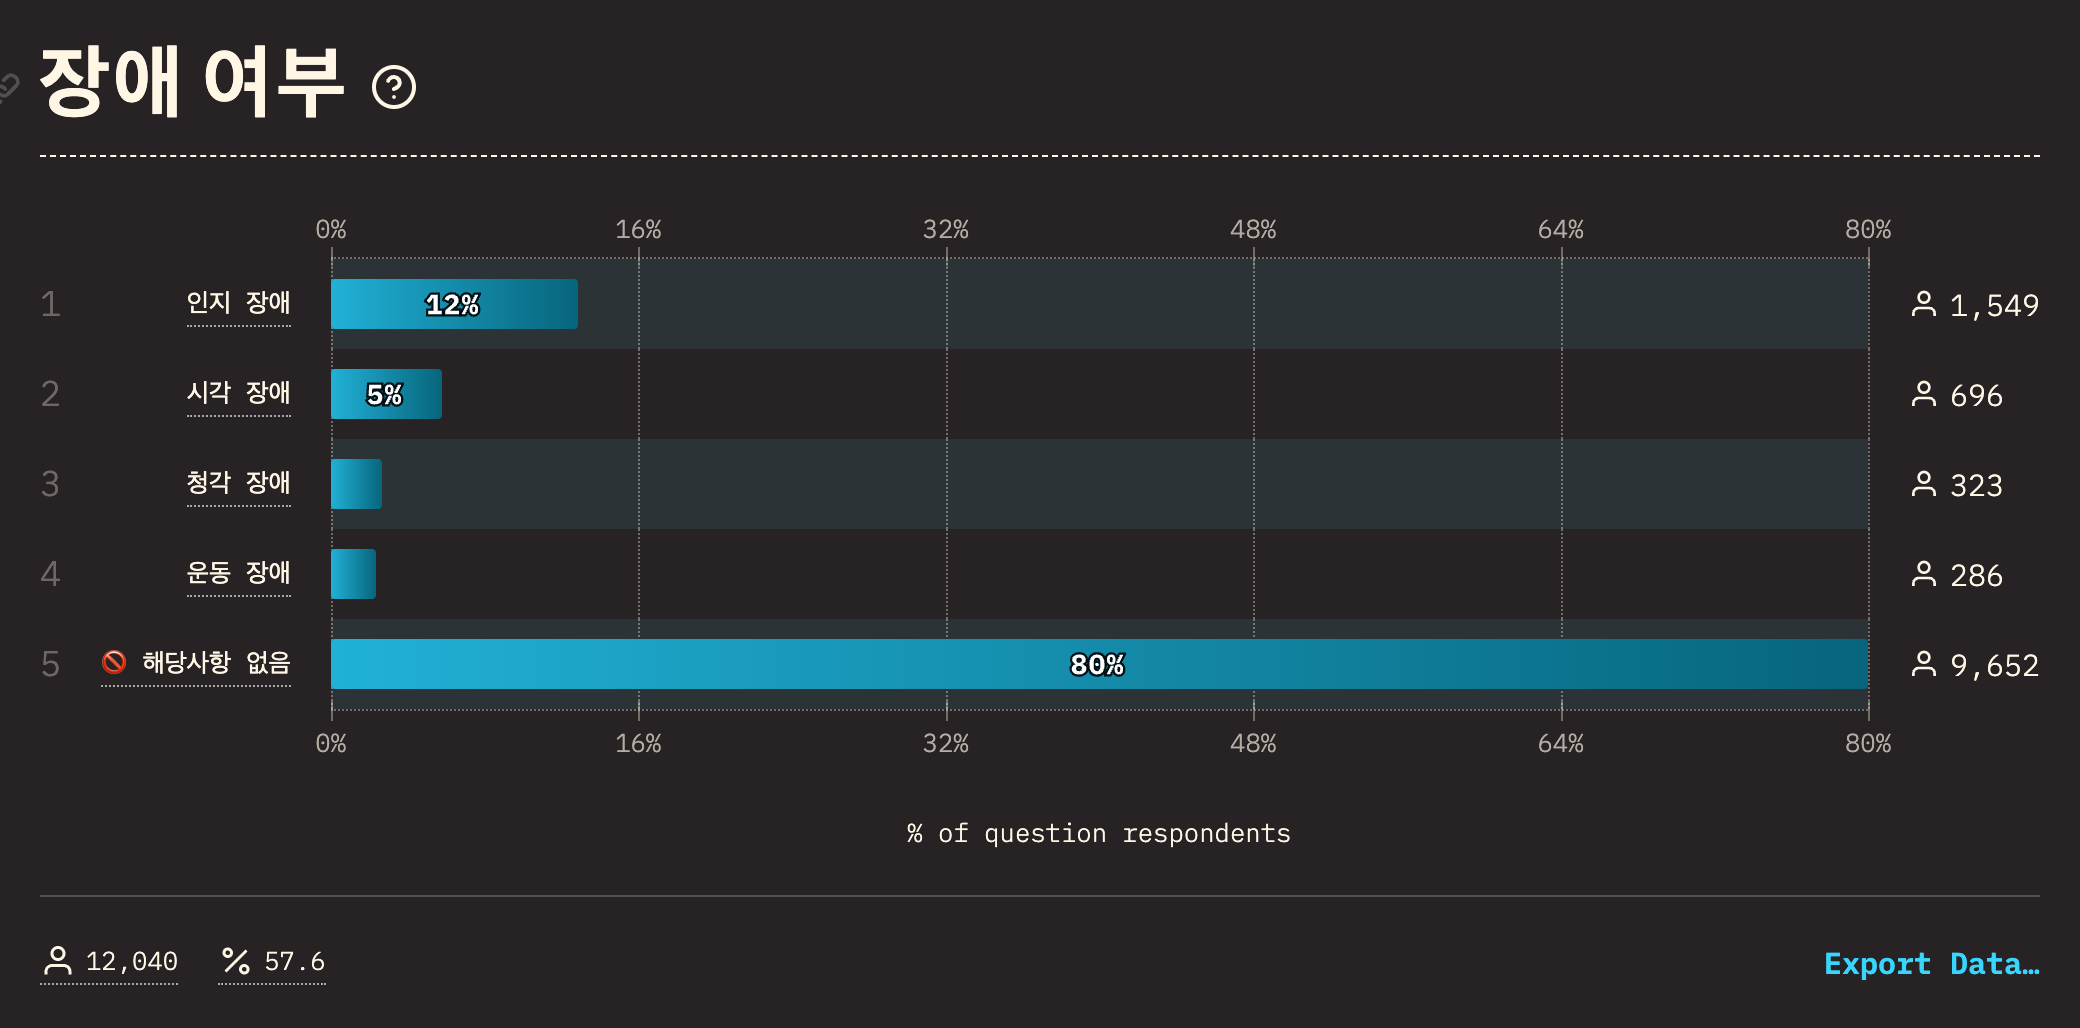 장애 여부
0% 16% 32% 48% 64% 80%
1 인지 장애 12% 1,549
2 시각 장애 5% 696
3 청각 장애 323
4 운동 장애 286
5 🚫 해당사항 없음 80% 9,652
0% 16% 32% 48% 64% 80%
% of question respondents
12,040 % 57.6 Export Data…